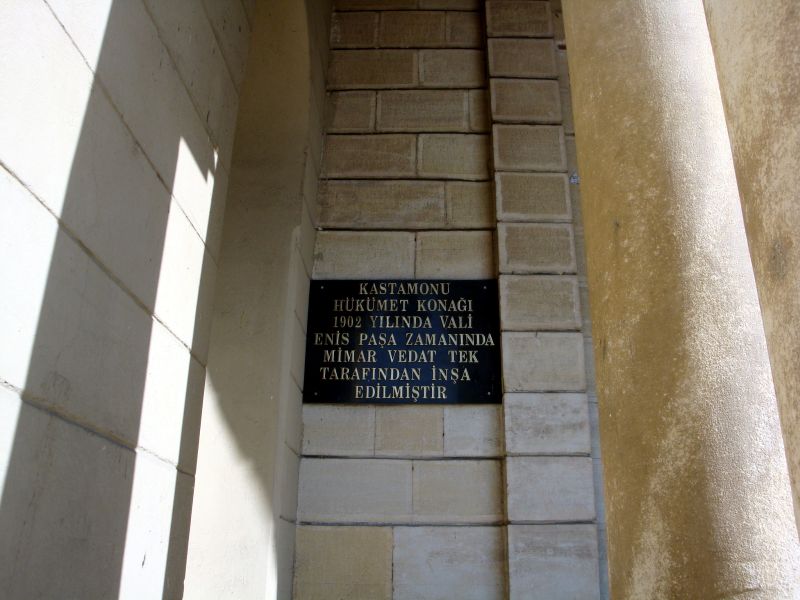 KASTAMONU
HÜKÜMET KONAĞI
1902 YILINDA VALİ
ENİS PAŞA ZAMANINDA
MİMAR VEDAT TEK
TARAFINDAN İNŞA
EDİLMİŞTİR